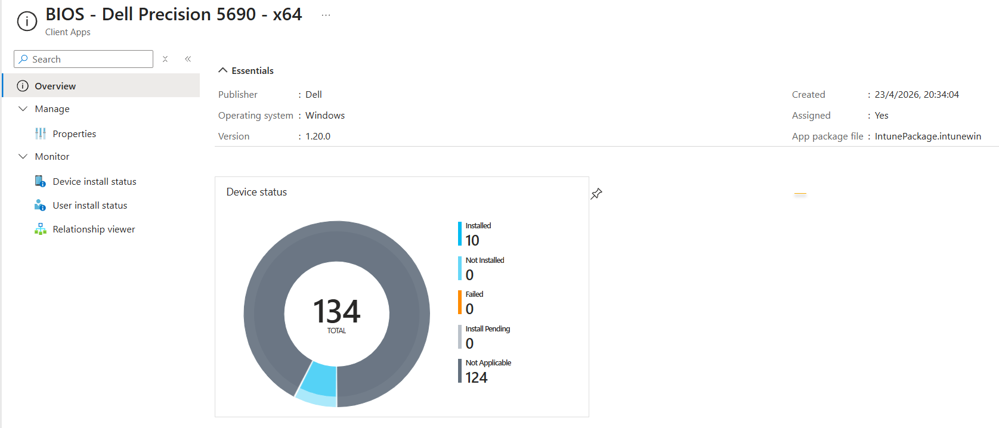 BIOS - Dell Precision 5690 - x64 ...
Client Apps
Search
Overview
Manage
Properties
Monitor
Device install status
User install status
Relationship viewer
Essentials
Publisher : Dell
Operating system : Windows
Version : 1.20.0
Created : 23/4/2026, 20:34:04
Assigned : Yes
App package file : IntunePackage.intunewin
Device status
134
TOTAL
Installed
10
Not Installed
0
Failed
0
Install Pending
0
Not Applicable
124